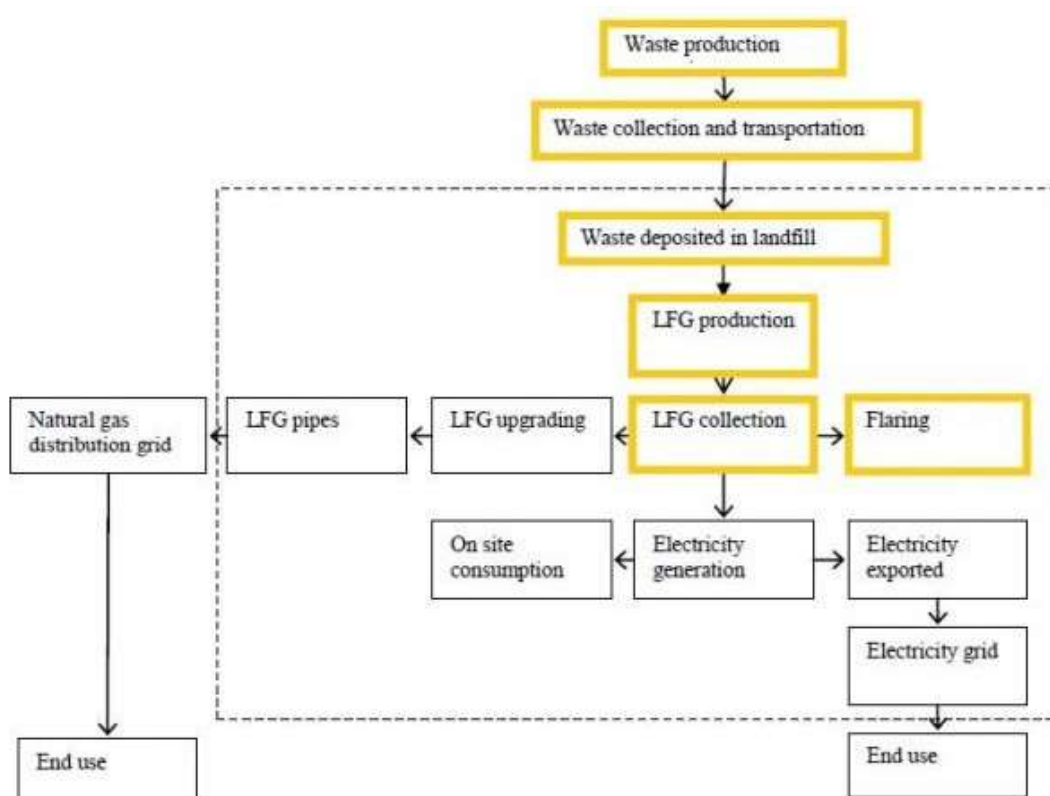 Waste production
Waste collection and transportation
Waste deposited in landfill
LFG production
Natural gas
distribution grid
LFG pipes
LFG upgrading
LFG collection
Flaring
On site
consumption
Electricity
generation
Electricity
exported
Electricity grid
End use
End use